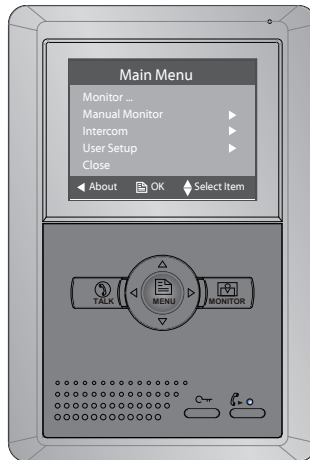 Main Menu
Monitor ...
Manual Monitor
Intercom
User Setup
Close
About OK Select Item
TALK MENU MONITOR